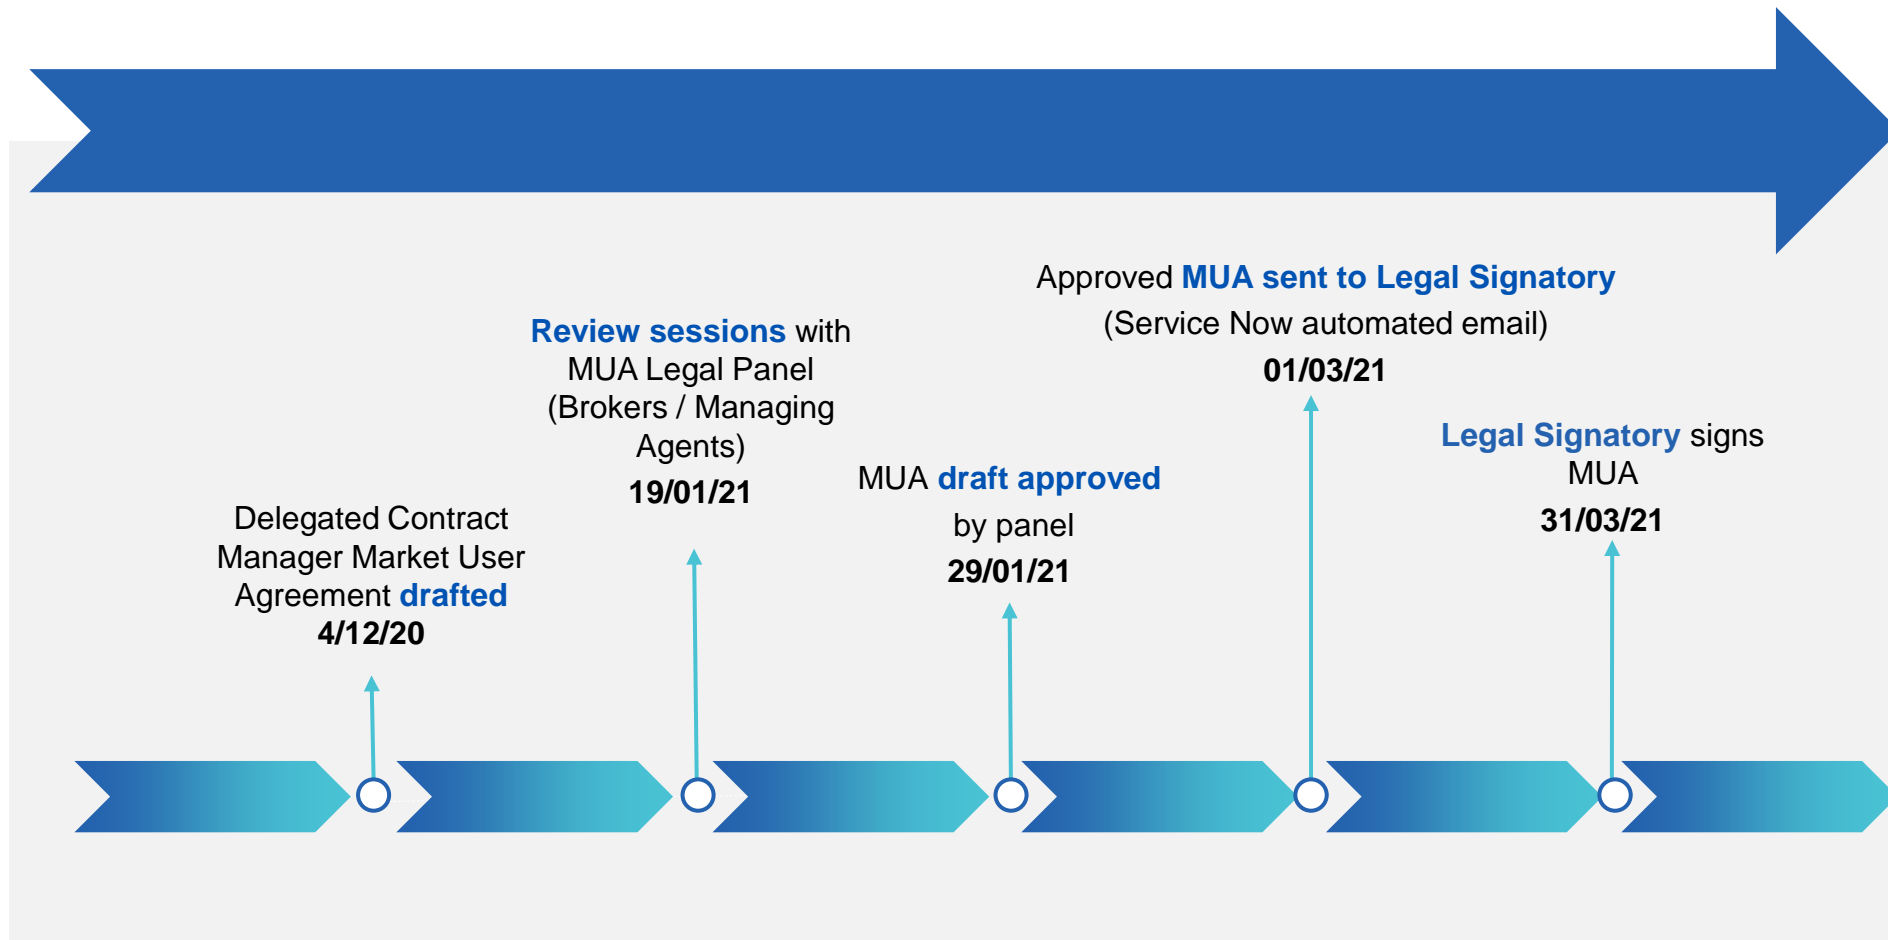 Delegated Contract
Manager Market User
Agreement drafted
4/12/20
Review sessions with
MUA Legal Panel
(Brokers / Managing
Agents)
19/01/21
MUA draft approved
by panel
29/01/21
Approved MUA sent to Legal Signatory
(Service Now automated email)
01/03/21
Legal Signatory signs
MUA
31/03/21